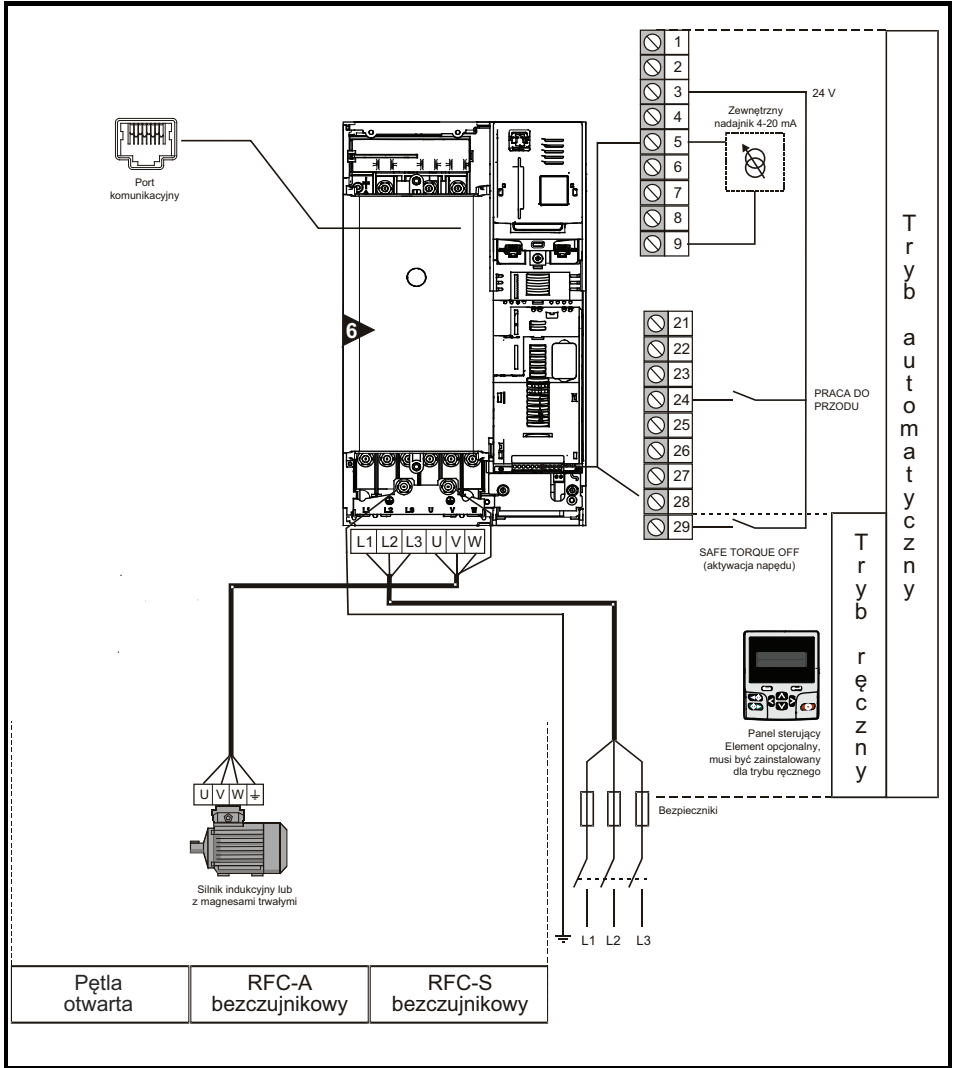 1
2
3
4
5
6
7
8
9
24 V
Zewnętrzny
nadajnik 4-20 mA
Port
komunikacyjny
6
21
22
23
24
25
26
27
28
29
PRACA DO
PRZODU
SAFE TORQUE OFF
(aktywacja napędu)
Tryb automatyczny
Tryb ręczny
L1 L2 L3 U V W
L1 L2 L3 U V W
Panel sterujący
Element opcjonalny,
musi być zainstalowany
dla trybu ręcznego
Bezpieczniki
U V W
Silnik indukcyjny lub
z magnesami trwałymi
L1 L2 L3
Pętla
otwarta
RFC-A
bezczujnikowy
RFC-S
bezczujnikowy